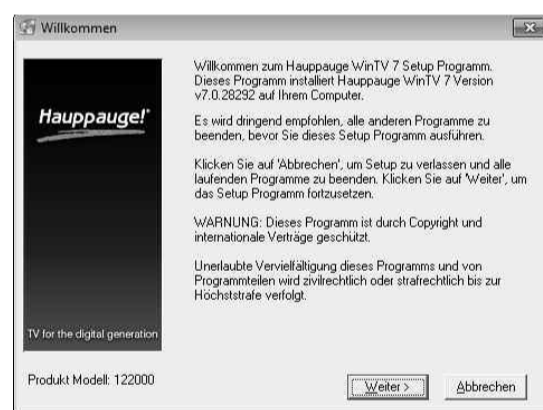 Willkommen
Hauppauge!
TV for the digital generation
Willkommen zum Hauppauge WinTV 7 Setup Programm.
Dieses Programm installiert Hauppauge WinTV 7 Version
v7.0.28292 auf Ihrem Computer.
Es wird dringend empfohlen, alle anderen Programme zu
beenden, bevor Sie dieses Setup Programm ausführen.
Klicken Sie auf 'Abbrechen', um Setup zu verlassen und alle
laufenden Programme zu beenden. Klicken Sie auf 'Weiter', um
das Setup Programm fortzusetzen.
WARNUNG: Dieses Programm ist durch Copyright und
internationale Verträge geschützt.
Unerlaubte Vervielfältigung dieses Programms und von
Programmteilen wird zivilrechtlich oder strafrechtlich bis zur
Höchststrafe verfolgt.
Produkt Modell: 122000
Weiter >
Abbrechen